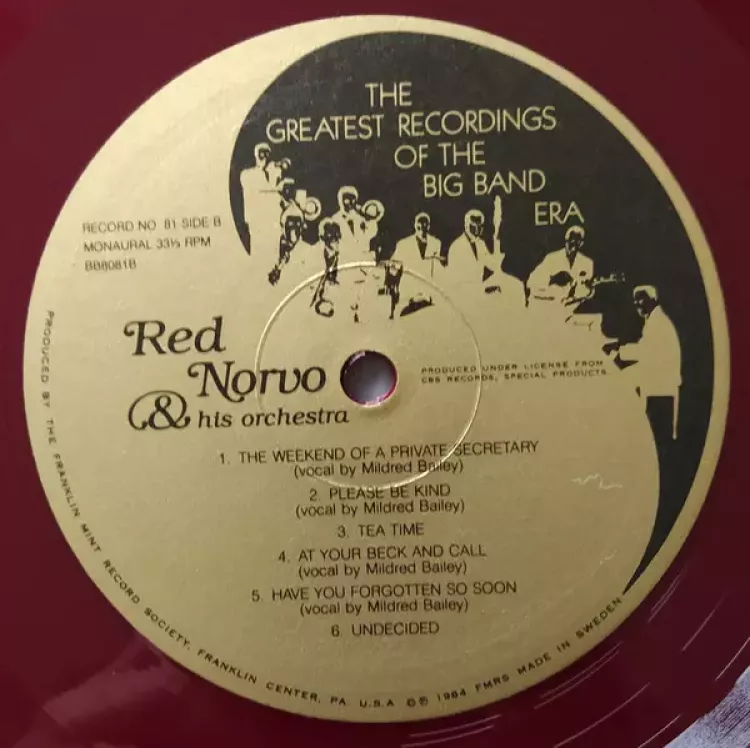 THE
GREATEST RECORDINGS
OF THE
BIG BAND
ERA
RECORD NO 81 SIDE B
MONAURAL 33⅓ RPM
BB8081B
Red
Norvo
& his orchestra
PRODUCED UNDER LICENSE FROM
CBS RECORDS, SPECIAL PRODUCTS.
1. THE WEEKEND OF A PRIVATE SECRETARY
(vocal by Mildred Bailey)
2. PLEASE BE KIND
(vocal by Mildred Bailey)
3. TEA TIME
4. AT YOUR BECK AND CALL
(vocal by Mildred Bailey)
5. HAVE YOU FORGOTTEN SO SOON
(vocal by Mildred Bailey)
6. UNDECIDED
PRODUCED BY THE FRANKLIN MINT RECORD SOCIETY, FRANKLIN CENTER, PA. U.S.A. © ℗ 1984 FMRS MADE IN SWEDEN